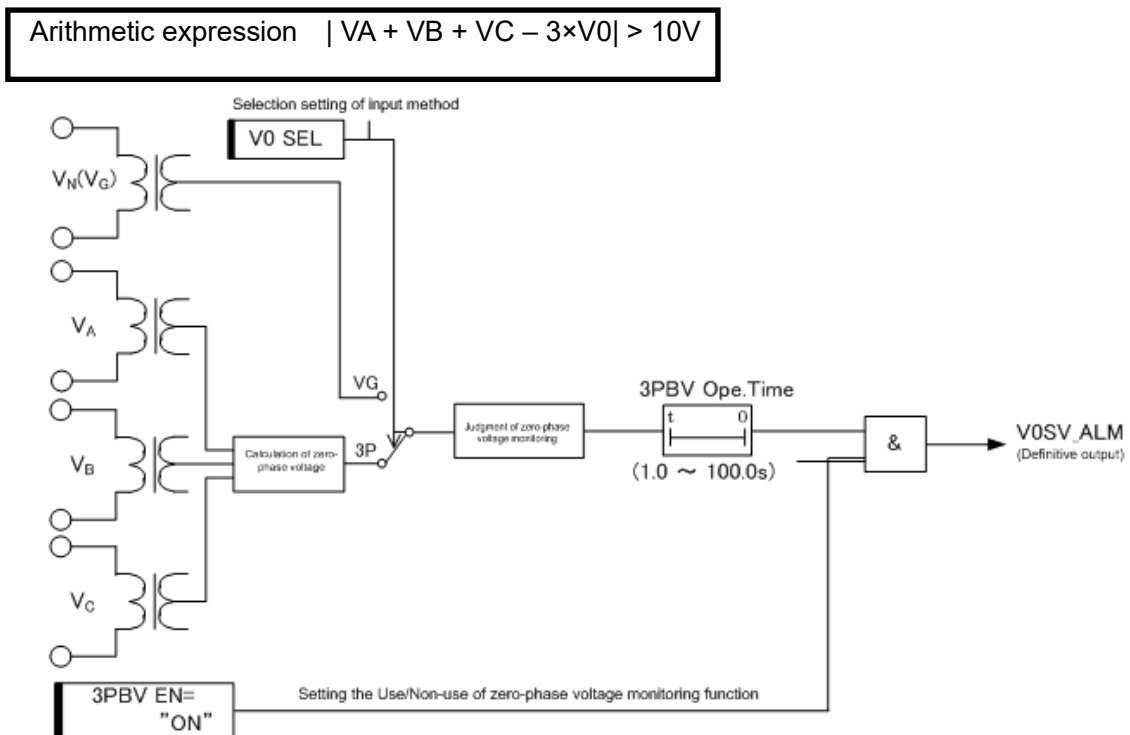 Arithmetic expression | VA + VB + VC – 3×V0| > 10V
Selection setting of input method
V0 SEL
VN(VG)
VA
VG
3PBV Ope.Time
t 0
Judgment of zero-phase
voltage monitoring
&
V0SV_ALM
(Definitive output)
VB
Calculation of zero-
phase voltage
3P
(1.0 ～ 100.0s)
VC
3PBV EN=
"ON"
Setting the Use/Non-use of zero-phase voltage monitoring function